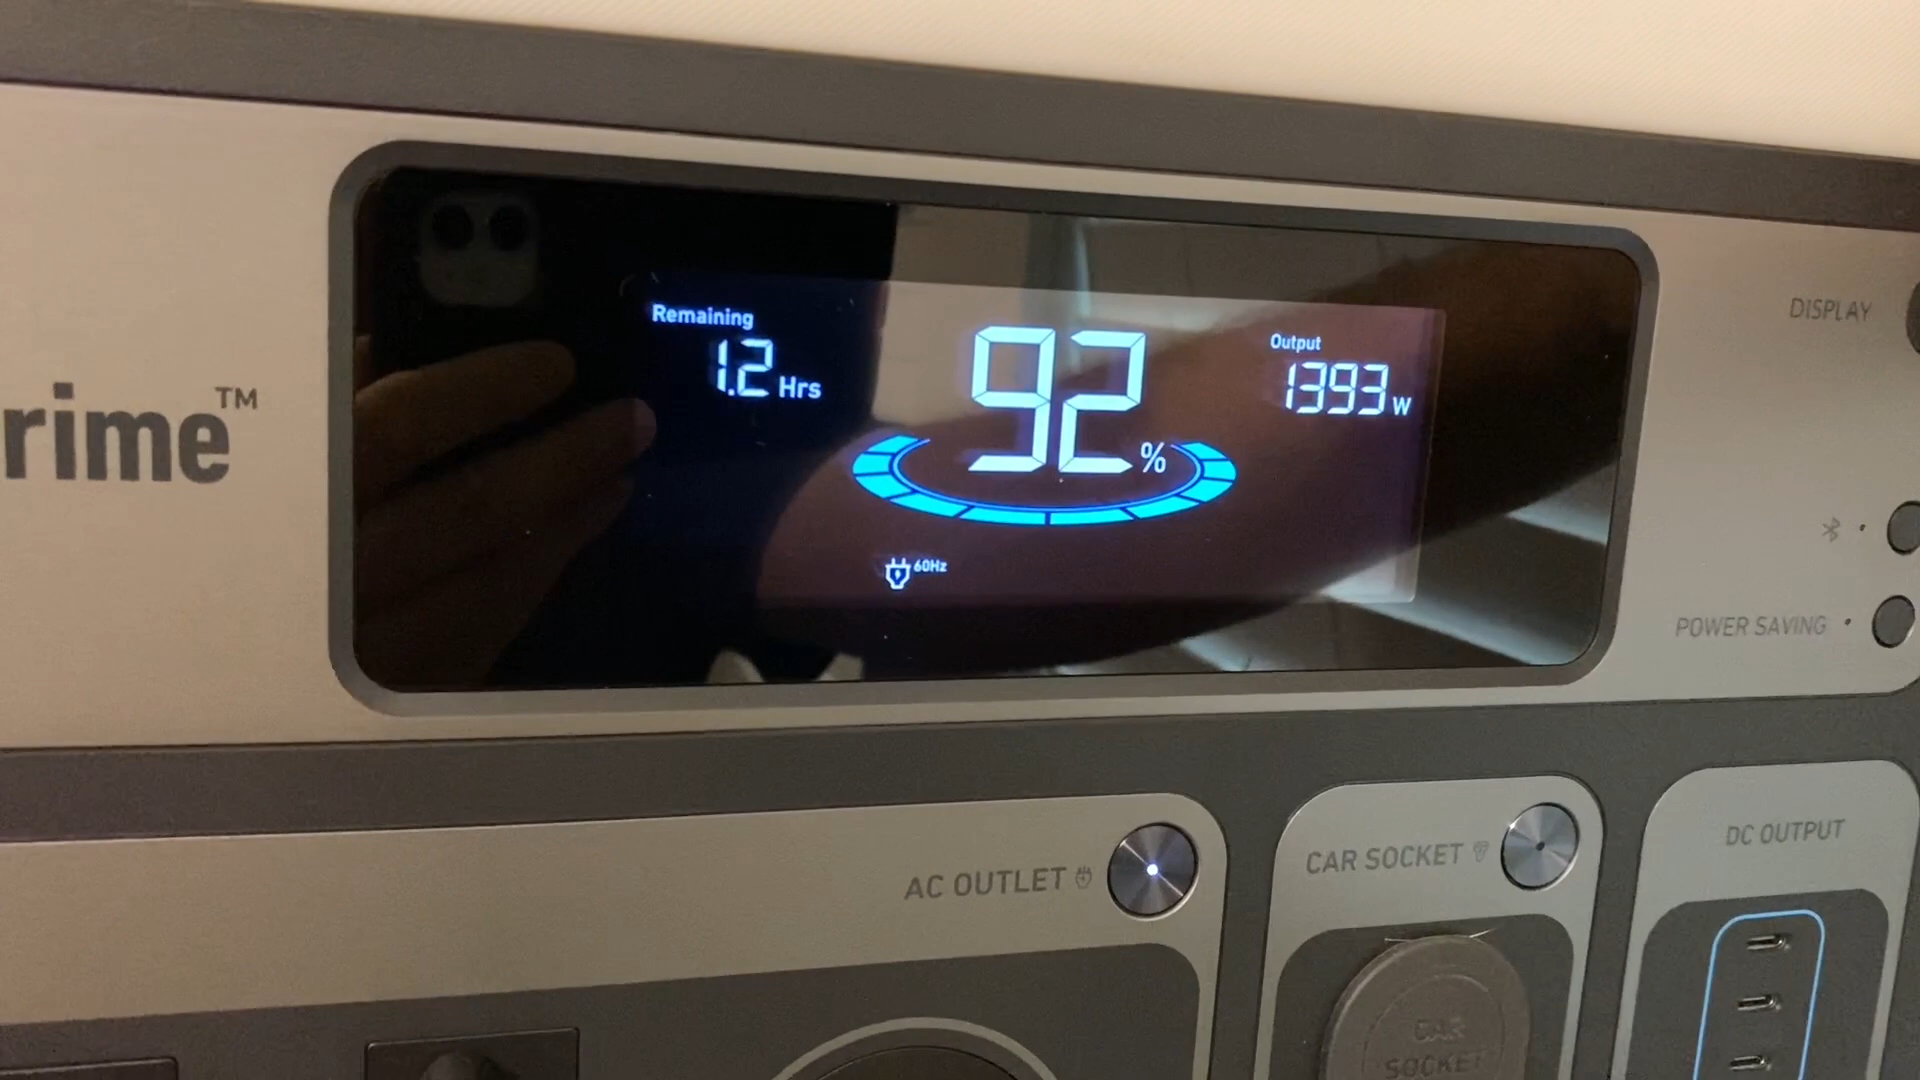 Remaining
1.2 Hrs
92 %
Output
1393 W
60Hz
rime™
DISPLAY
POWER SAVING
AC OUTLET
CAR SOCKET
DC OUTPUT
CAR
SOCKET